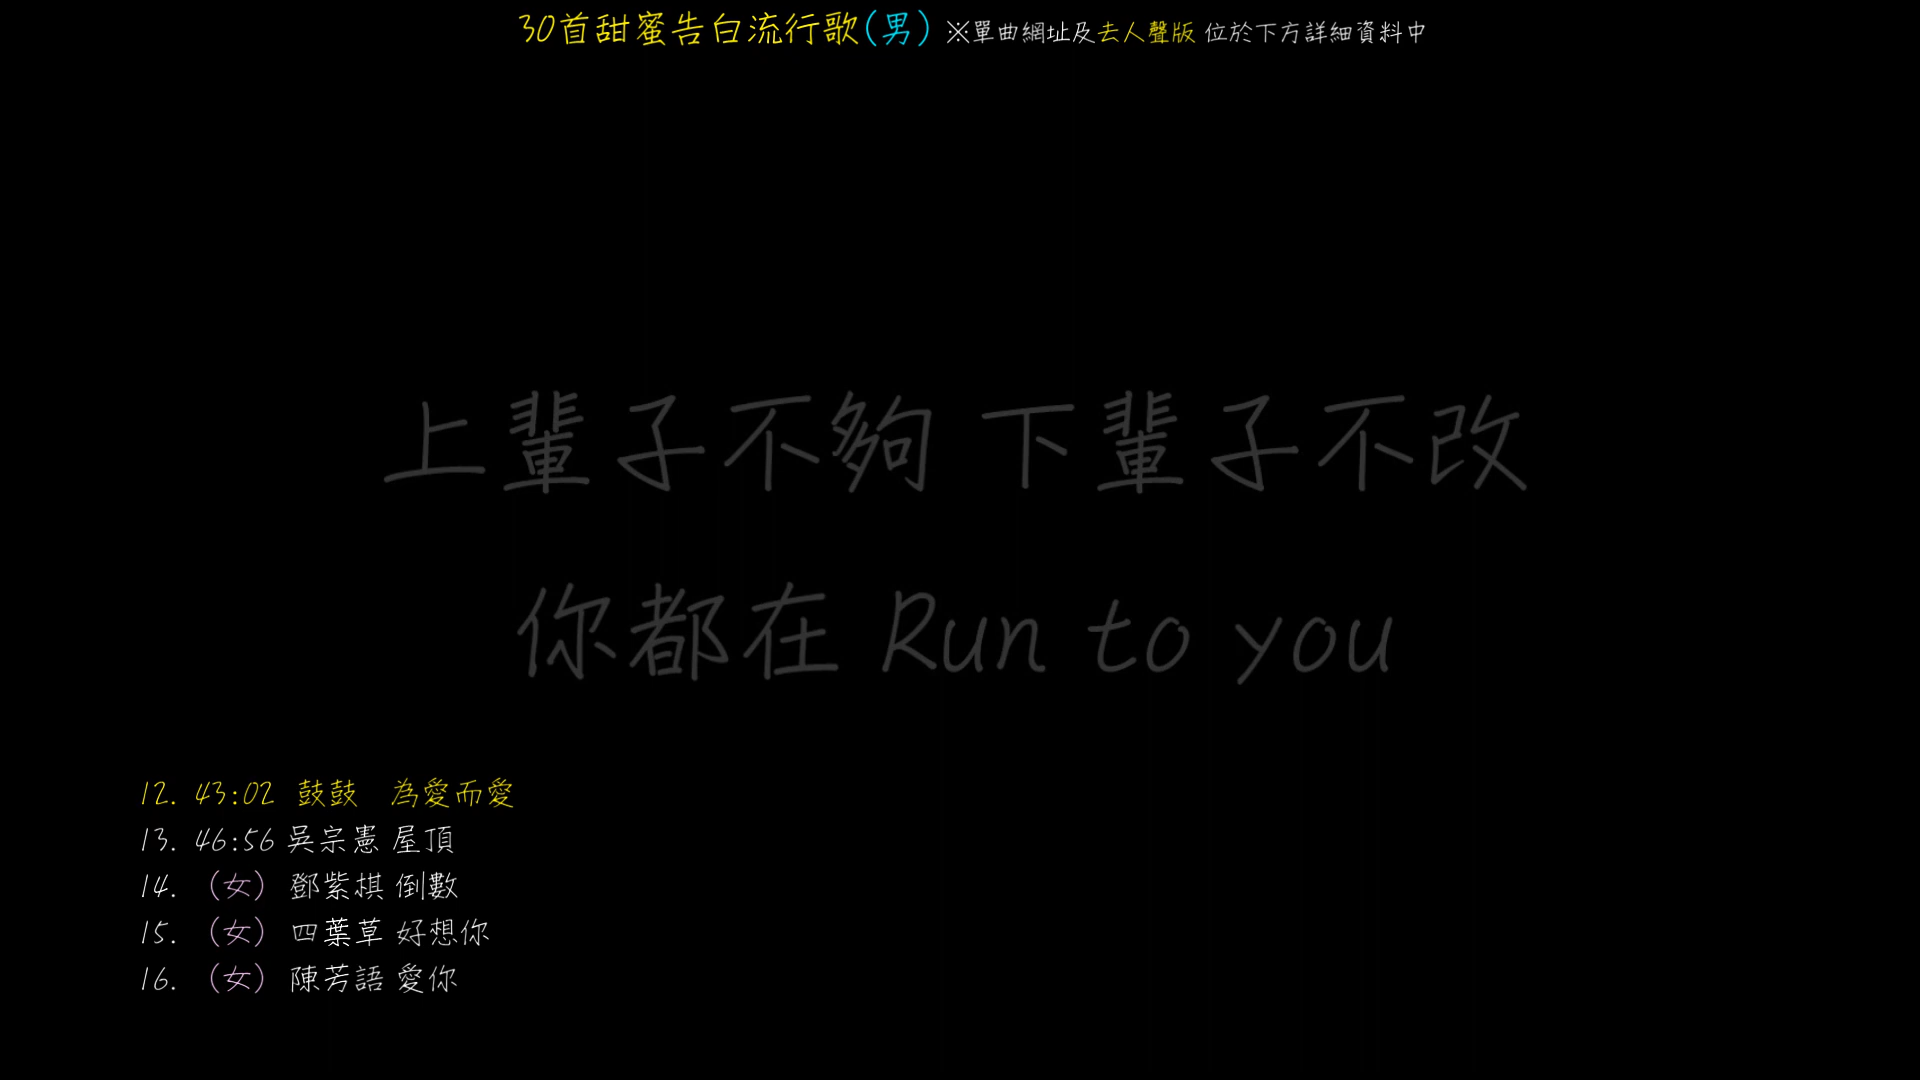 30首甜蜜告白流行歌(男) ※單曲網址及去人聲版 位於下方詳細資料中
上輩子不夠 下輩子不改
你都在 Run to you
12. 43:02 鼓鼓 為愛而愛
13. 46:56 吳宗憲 屋頂
14. (女) 鄧紫棋 倒數
15. (女) 四葉草 好想你
16. (女) 陳芳語 愛你